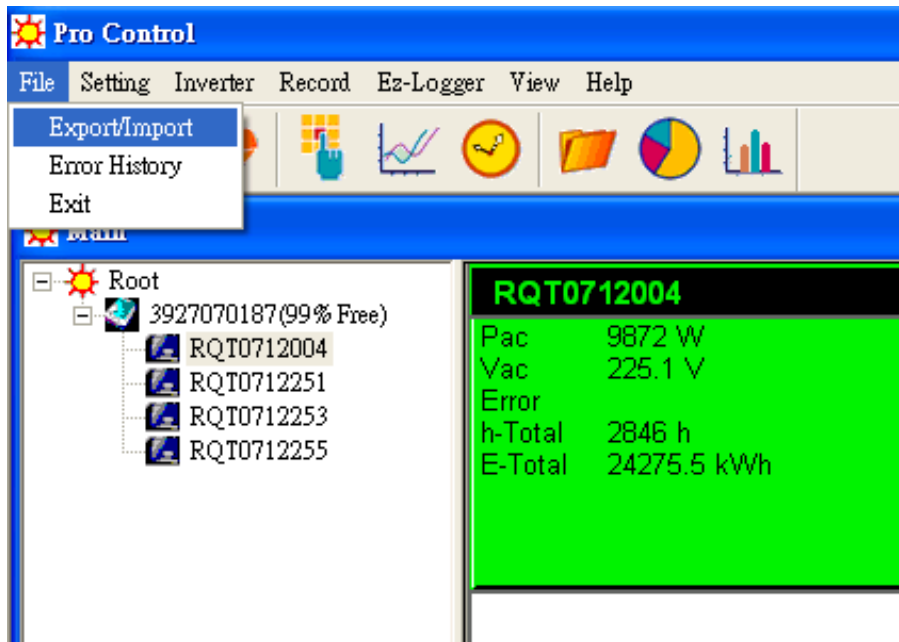 Pro Control
File Setting Inverter Record Ez-Logger View Help
Export/Import
Error History
Exit
Main
Root
3927070187(99% Free)
RQT0712004
RQT0712251
RQT0712253
RQT0712255
RQT0712004
Pac 9872 W
Vac 225.1 V
Error
h-Total 2846 h
E-Total 24275.5 kWh